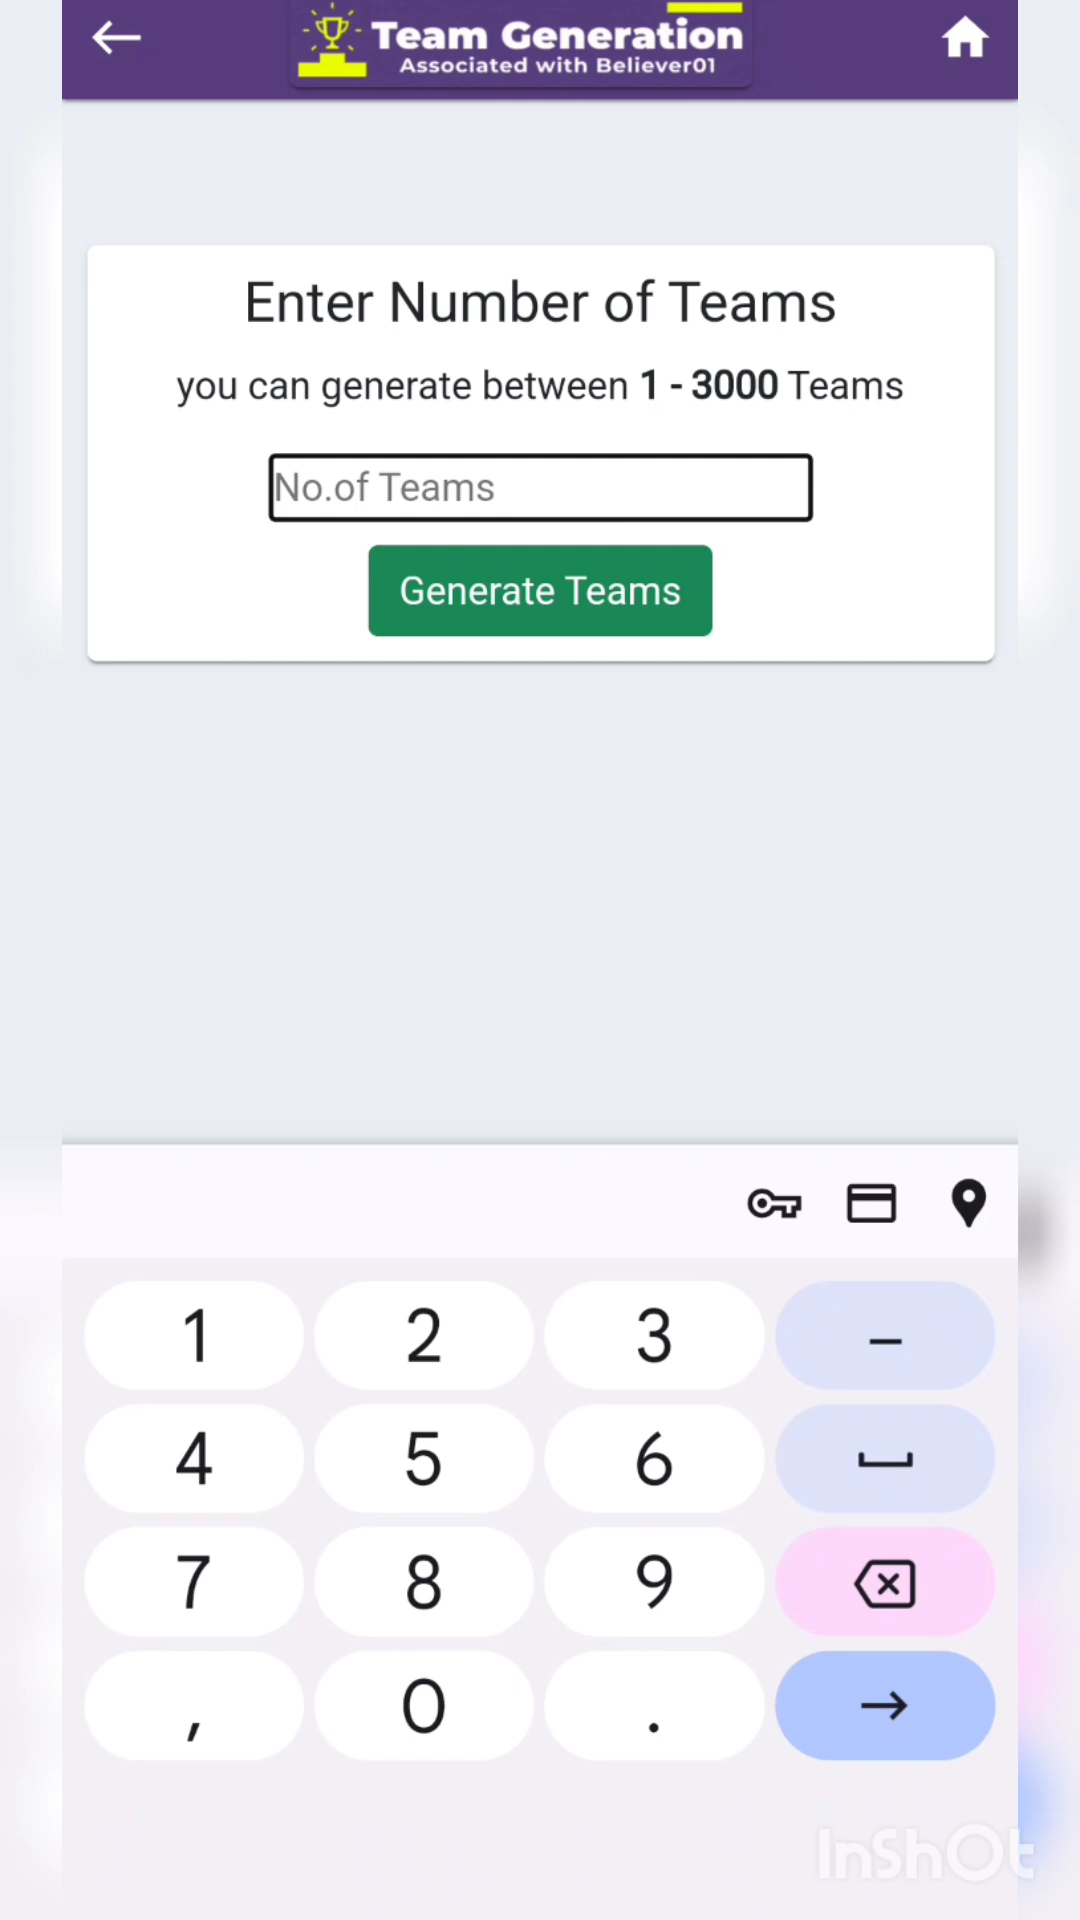 Team Generation
Associated with Believer01
Enter Number of Teams
you can generate between 1 - 3000 Teams
No.of Teams
Generate Teams
1 2 3 –
4 5 6
7 8 9
, 0 .
InShOt